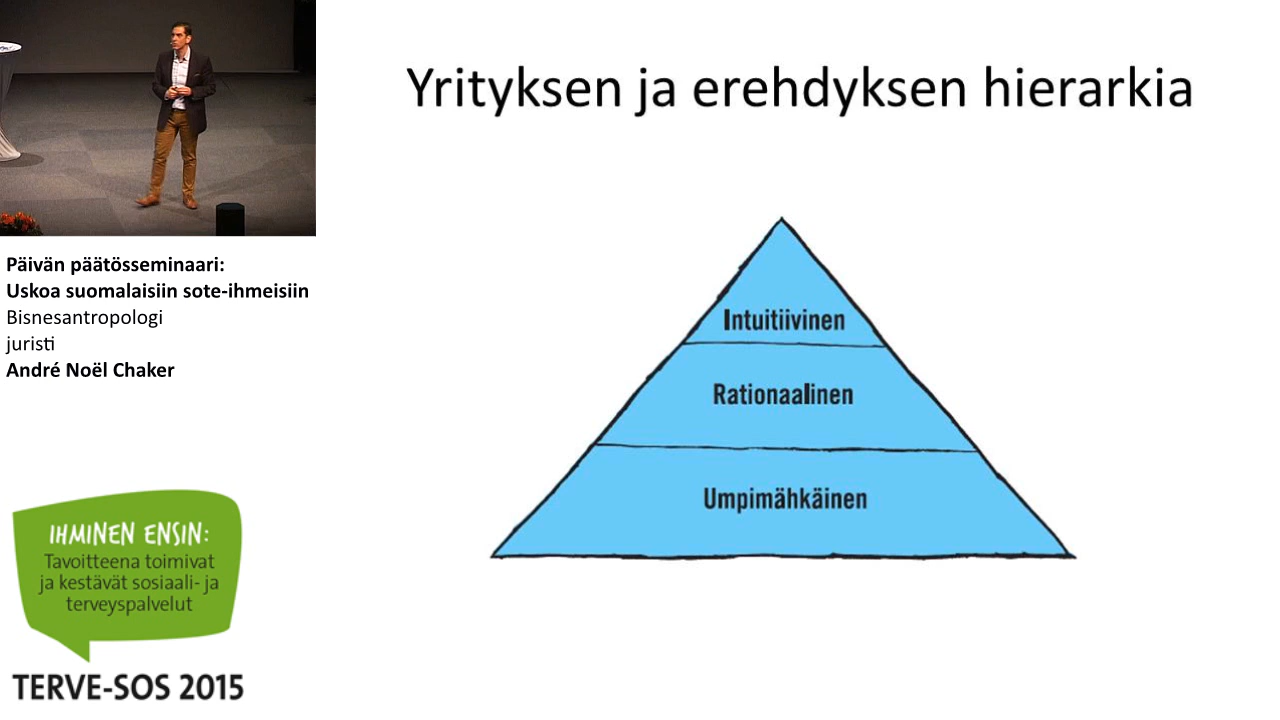 Yrityksen ja erehdyksen hierarkia
Intuitiivinen
Rationaalinen
Umpimähkäinen
Päivän päätösseminaari:
Uskoa suomalaisiin sote-ihmeisiin
Bisnesantropologi
juristi
André Noël Chaker
IHMINEN ENSIN:
Tavoitteena toimivat
ja kestävät sosiaali- ja
terveyspalvelut
TERVE-SOS 2015